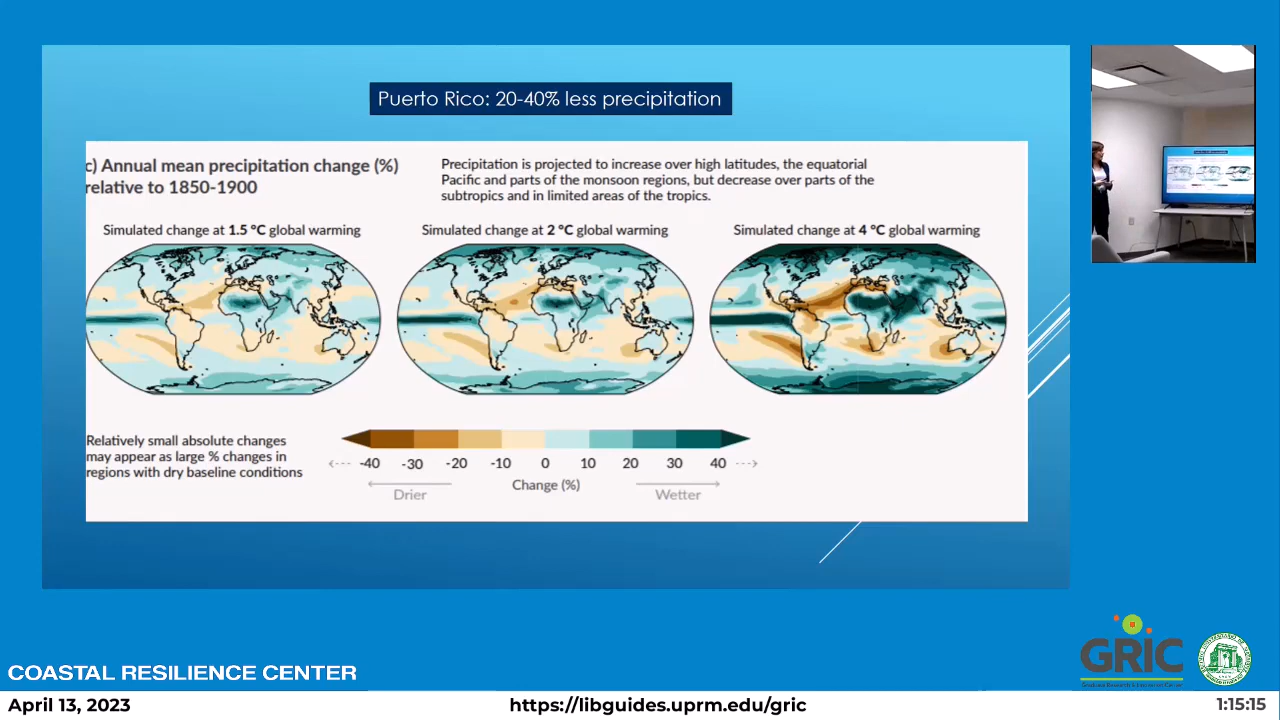 Puerto Rico: 20-40% less precipitation
c) Annual mean precipitation change (%)
relative to 1850-1900
Precipitation is projected to increase over high latitudes, the equatorial
Pacific and parts of the monsoon regions, but decrease over parts of the
subtropics and in limited areas of the tropics.
Simulated change at 1.5 °C global warming
Simulated change at 2 °C global warming
Simulated change at 4 °C global warming
Relatively small absolute changes
may appear as large % changes in
regions with dry baseline conditions
-40 -30 -20 -10 0 10 20 30 40
Change (%)
Drier
Wetter
GRIC
COASTAL RESILIENCE CENTER
April 13, 2023
https://libguides.uprm.edu/gric
1:15:15